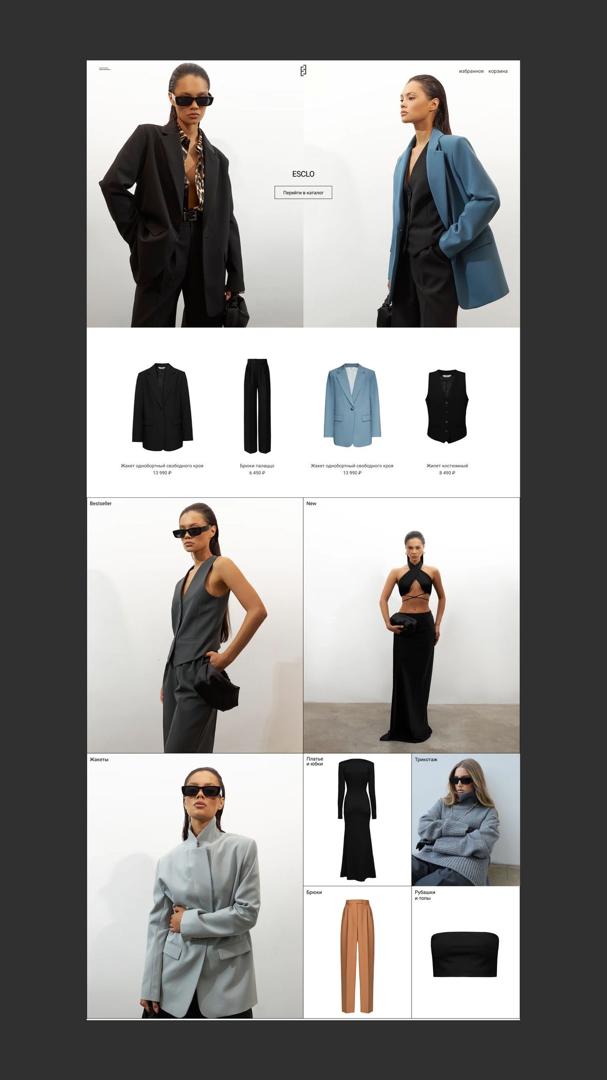 избранное корзина
ESCLO
Перейти в каталог
Жакет однобортный свободного кроя
13 990 ₽
Брюки палаццо
6 490 ₽
Жакет однобортный свободного кроя
13 990 ₽
Жилет костюмный
8 490 ₽
Bestseller
New
Жакеты
Платье
и юбки
Трикотаж
Брюки
Рубашки
и топы